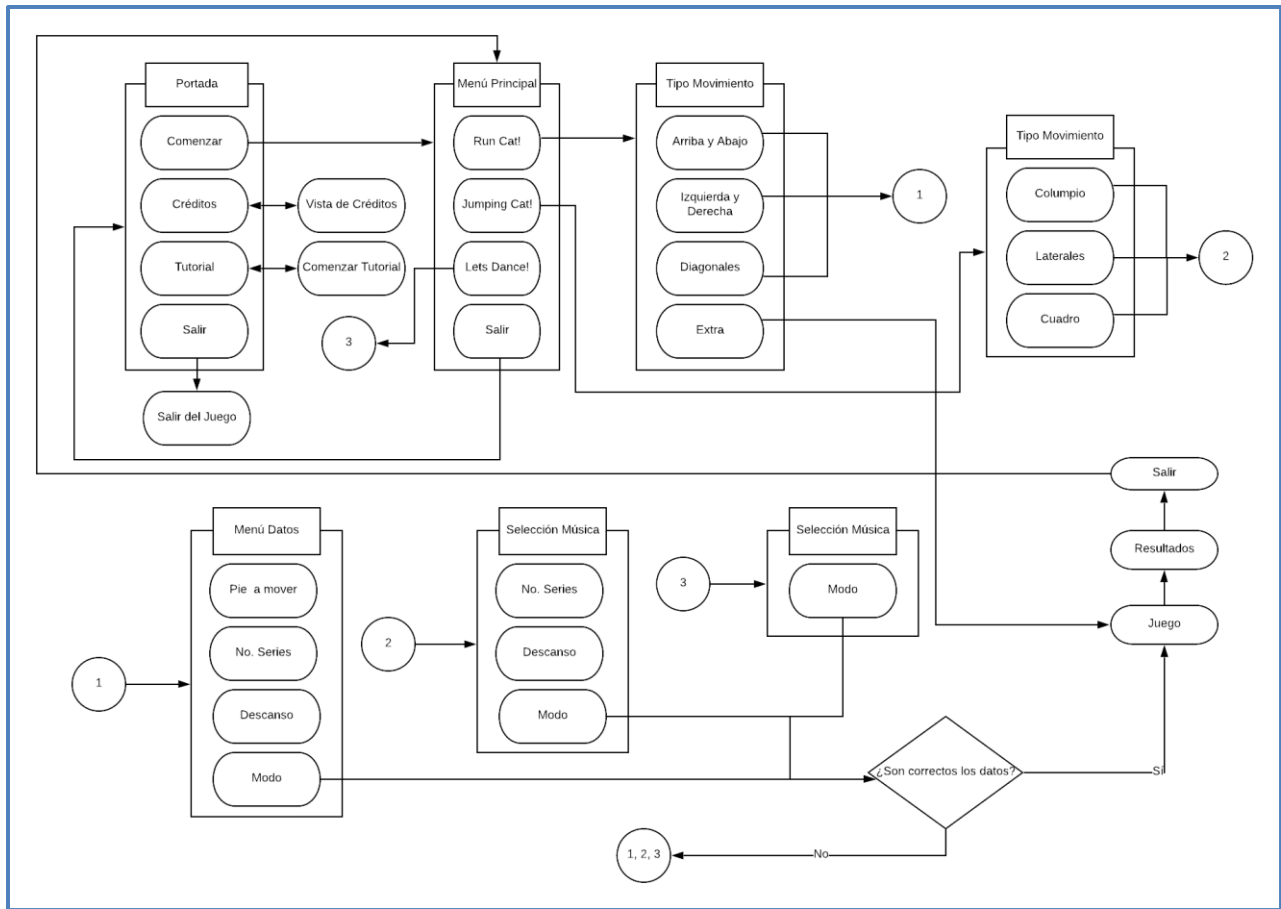 Portada
Comenzar
Créditos
Vista de Créditos
Tutorial
Comenzar Tutorial
Salir
Salir del Juego
Menú Principal
Run Cat!
Jumping Cat!
Lets Dance!
Salir
3
Tipo Movimiento
Arriba y Abajo
Izquierda y
Derecha
Diagonales
Extra
1
Tipo Movimiento
Columpio
Laterales
Cuadro
2
Salir
Resultados
Juego
1
Menú Datos
Pie a mover
No. Series
Descanso
Modo
2
Selección Música
No. Series
Descanso
Modo
3
Selección Música
Modo
¿Son correctos los datos?
Sí
No
1, 2, 3